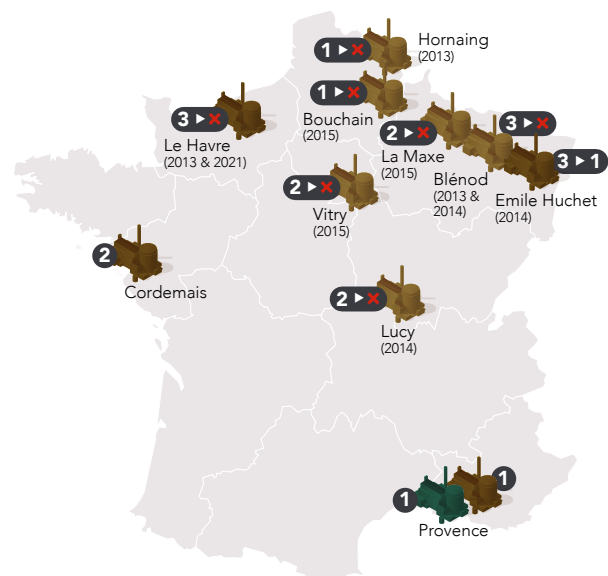 1 ▶ ✕
Hornaing
(2013)
1 ▶ ✕
Bouchain
(2015)
3 ▶ ✕
Le Havre
(2013 & 2021)
2 ▶ ✕
La Maxe
(2015)
3 ▶ ✕
Blénod
(2013 &
2014)
3 ▶ 1
Emile Huchet
(2014)
2 ▶ ✕
Vitry
(2015)
2
Cordemais
2 ▶ ✕
Lucy
(2014)
1
1
Provence